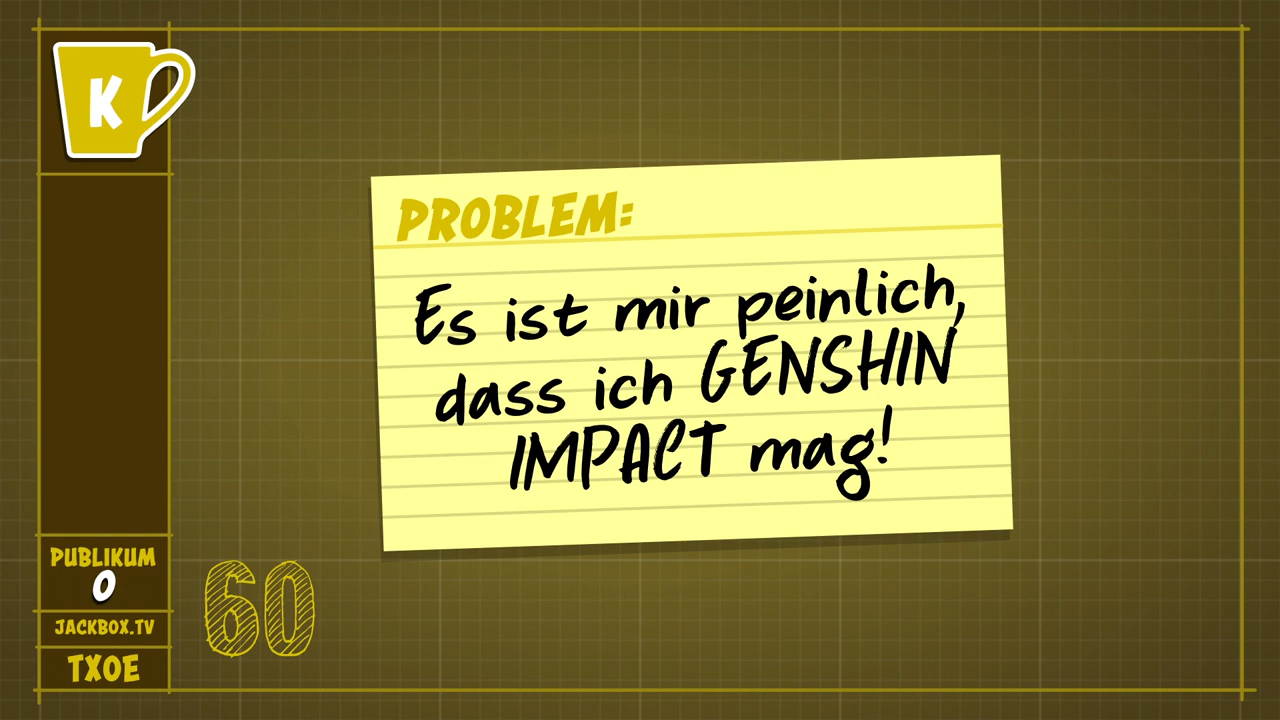 K
PROBLEM:
Es ist mir peinlich,
dass ich GENSHIN
IMPACT mag!
PUBLIKUM
0
JACKBOX.TV
TXOE
60